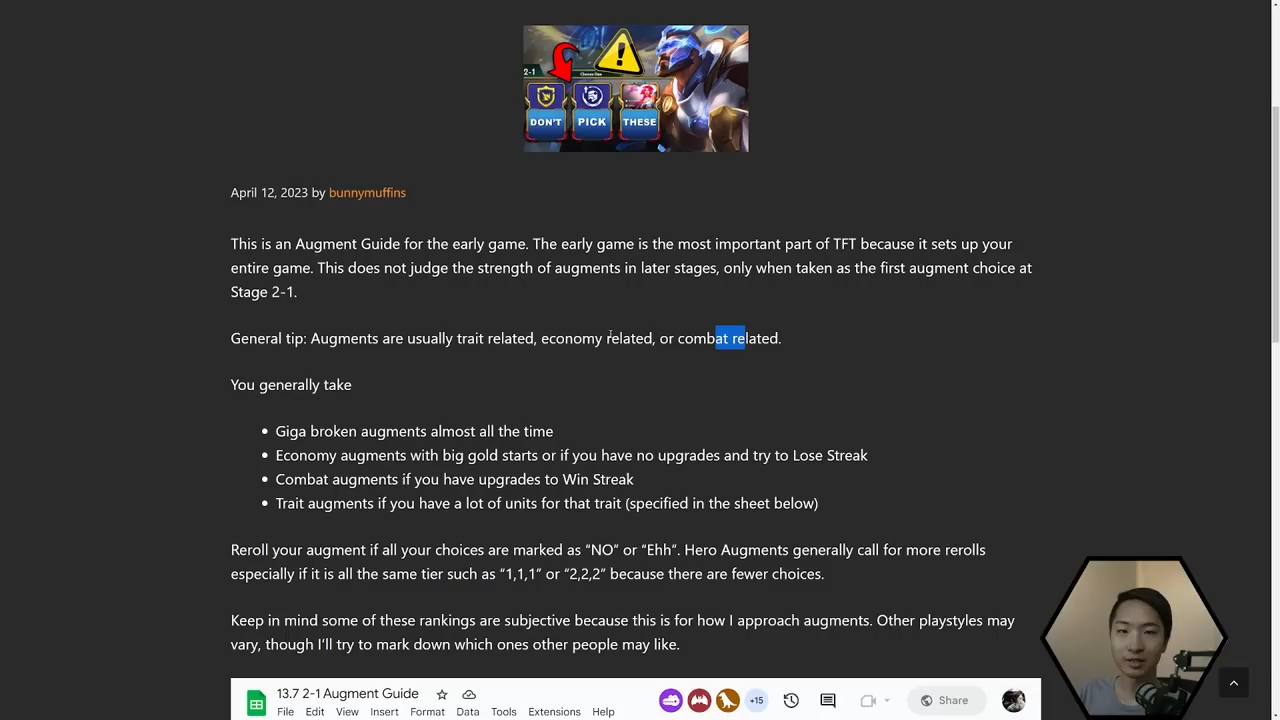 2-1
Choose One
DON'T PICK THESE
April 12, 2023 by bunnymuffins
This is an Augment Guide for the early game. The early game is the most important part of TFT because it sets up your
entire game. This does not judge the strength of augments in later stages, only when taken as the first augment choice at
Stage 2-1.
General tip: Augments are usually trait related, economy related, or combat related.
You generally take
• Giga broken augments almost all the time
• Economy augments with big gold starts or if you have no upgrades and try to Lose Streak
• Combat augments if you have upgrades to Win Streak
• Trait augments if you have a lot of units for that trait (specified in the sheet below)
Reroll your augment if all your choices are marked as “NO” or “Ehh“. Hero Augments generally call for more rerolls
especially if it is all the same tier such as “1,1,1” or “2,2,2” because there are fewer choices.
Keep in mind some of these rankings are subjective because this is for how I approach augments. Other playstyles may
vary, though I’ll try to mark down which ones other people may like.
13.7 2-1 Augment Guide
+15
Share
File Edit View Insert Format Data Tools Extensions Help